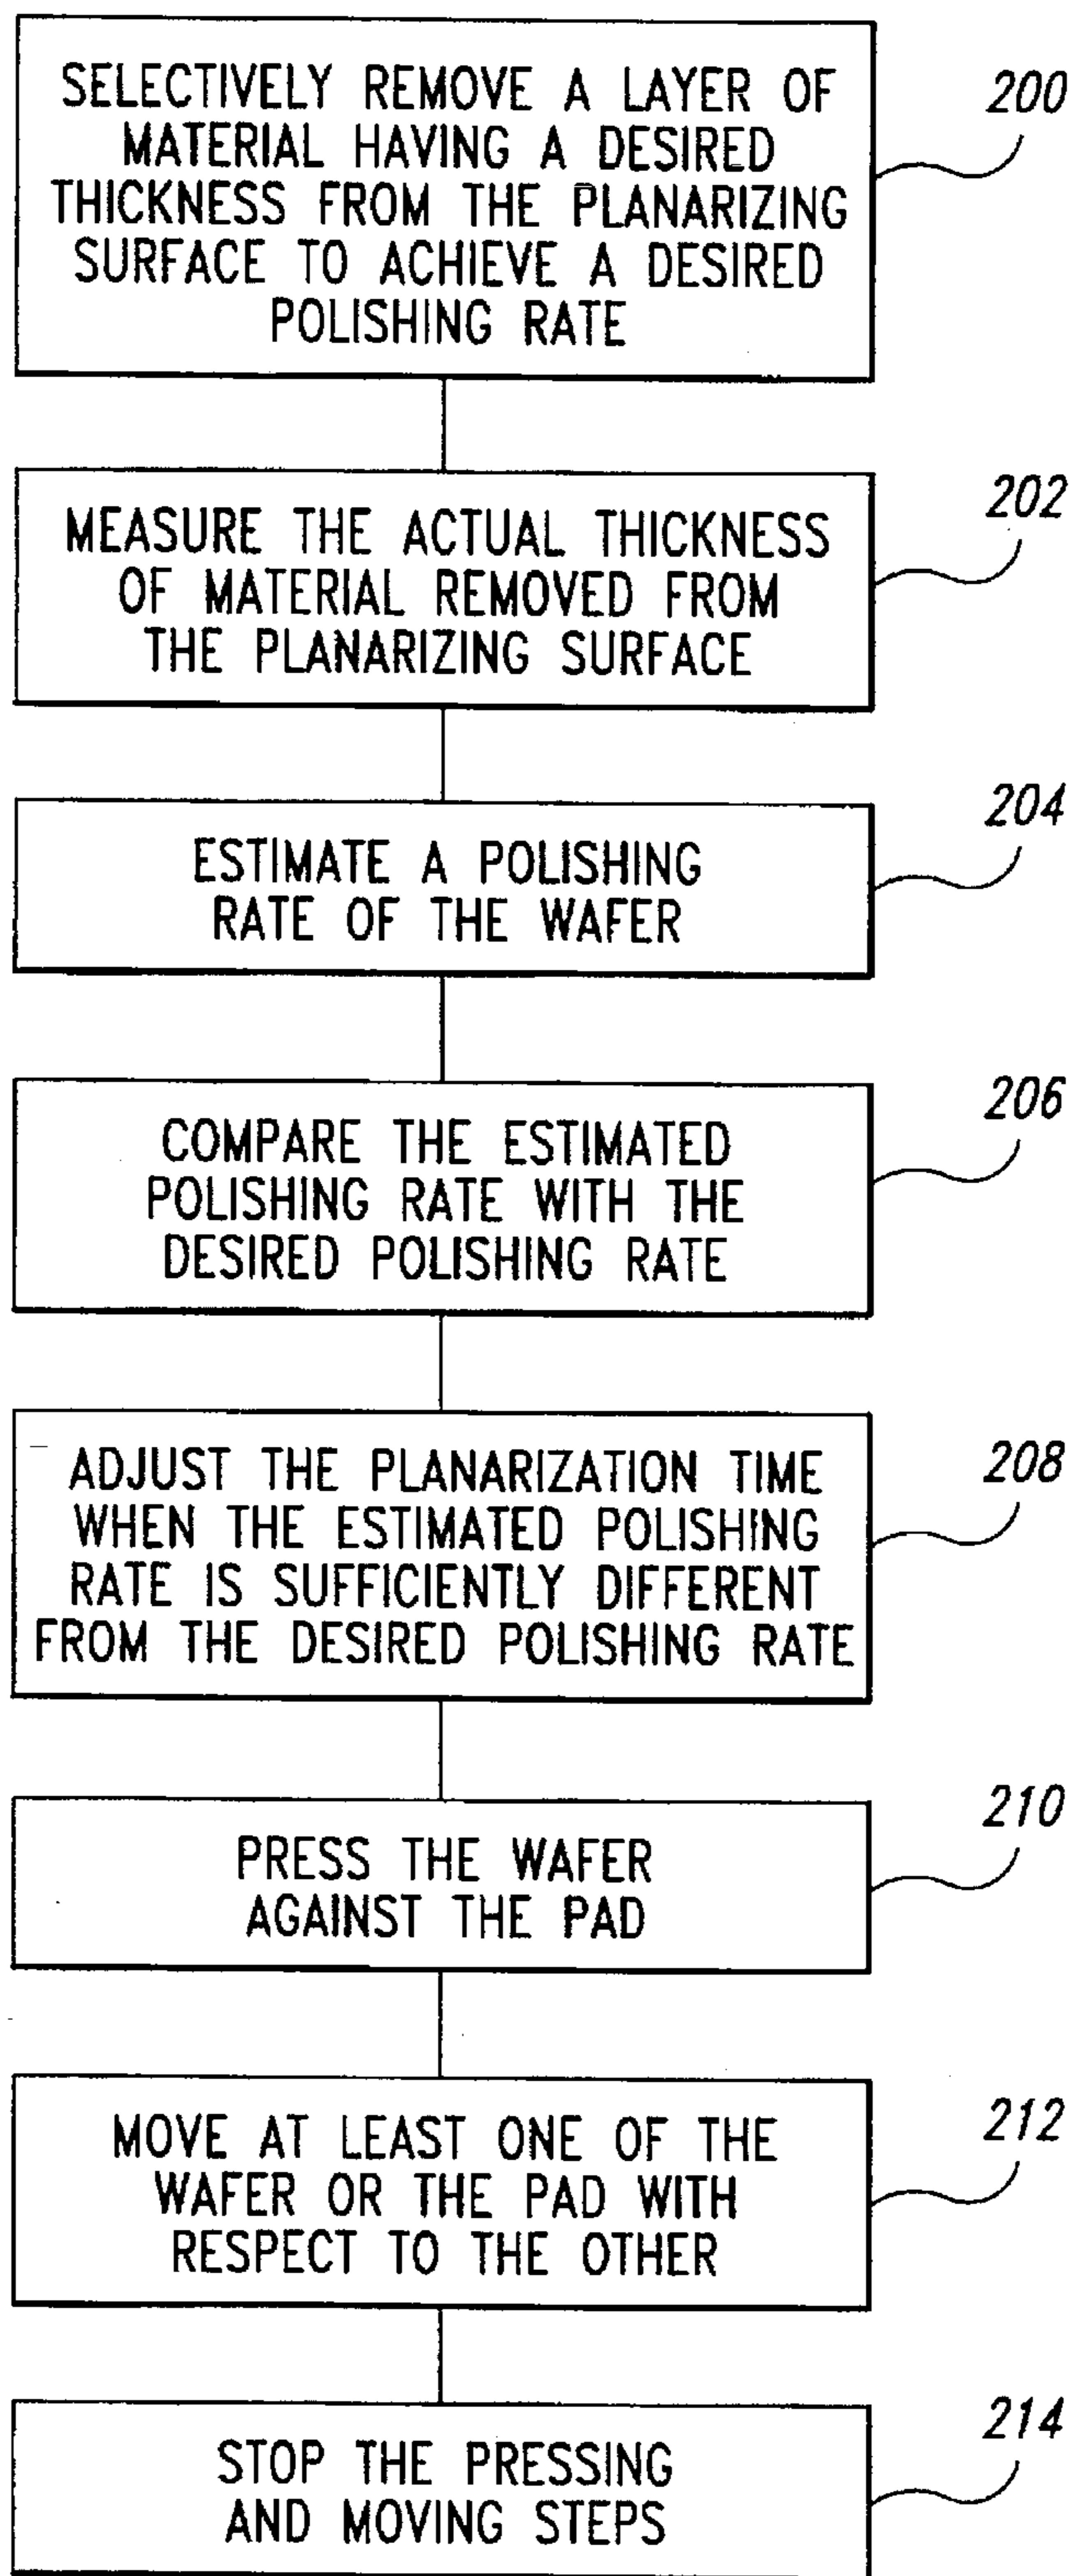 SELECTIVELY REMOVE A LAYER OF
MATERIAL HAVING A DESIRED
THICKNESS FROM THE PLANARIZING
SURFACE TO ACHIEVE A DESIRED
POLISHING RATE
200
MEASURE THE ACTUAL THICKNESS
OF MATERIAL REMOVED FROM
THE PLANARIZING SURFACE
202
ESTIMATE A POLISHING
RATE OF THE WAFER
204
COMPARE THE ESTIMATED
POLISHING RATE WITH THE
DESIRED POLISHING RATE
206
ADJUST THE PLANARIZATION TIME
WHEN THE ESTIMATED POLISHING
RATE IS SUFFICIENTLY DIFFERENT
FROM THE DESIRED POLISHING RATE
208
PRESS THE WAFER
AGAINST THE PAD
210
MOVE AT LEAST ONE OF THE
WAFER OR THE PAD WITH
RESPECT TO THE OTHER
212
STOP THE PRESSING
AND MOVING STEPS
214